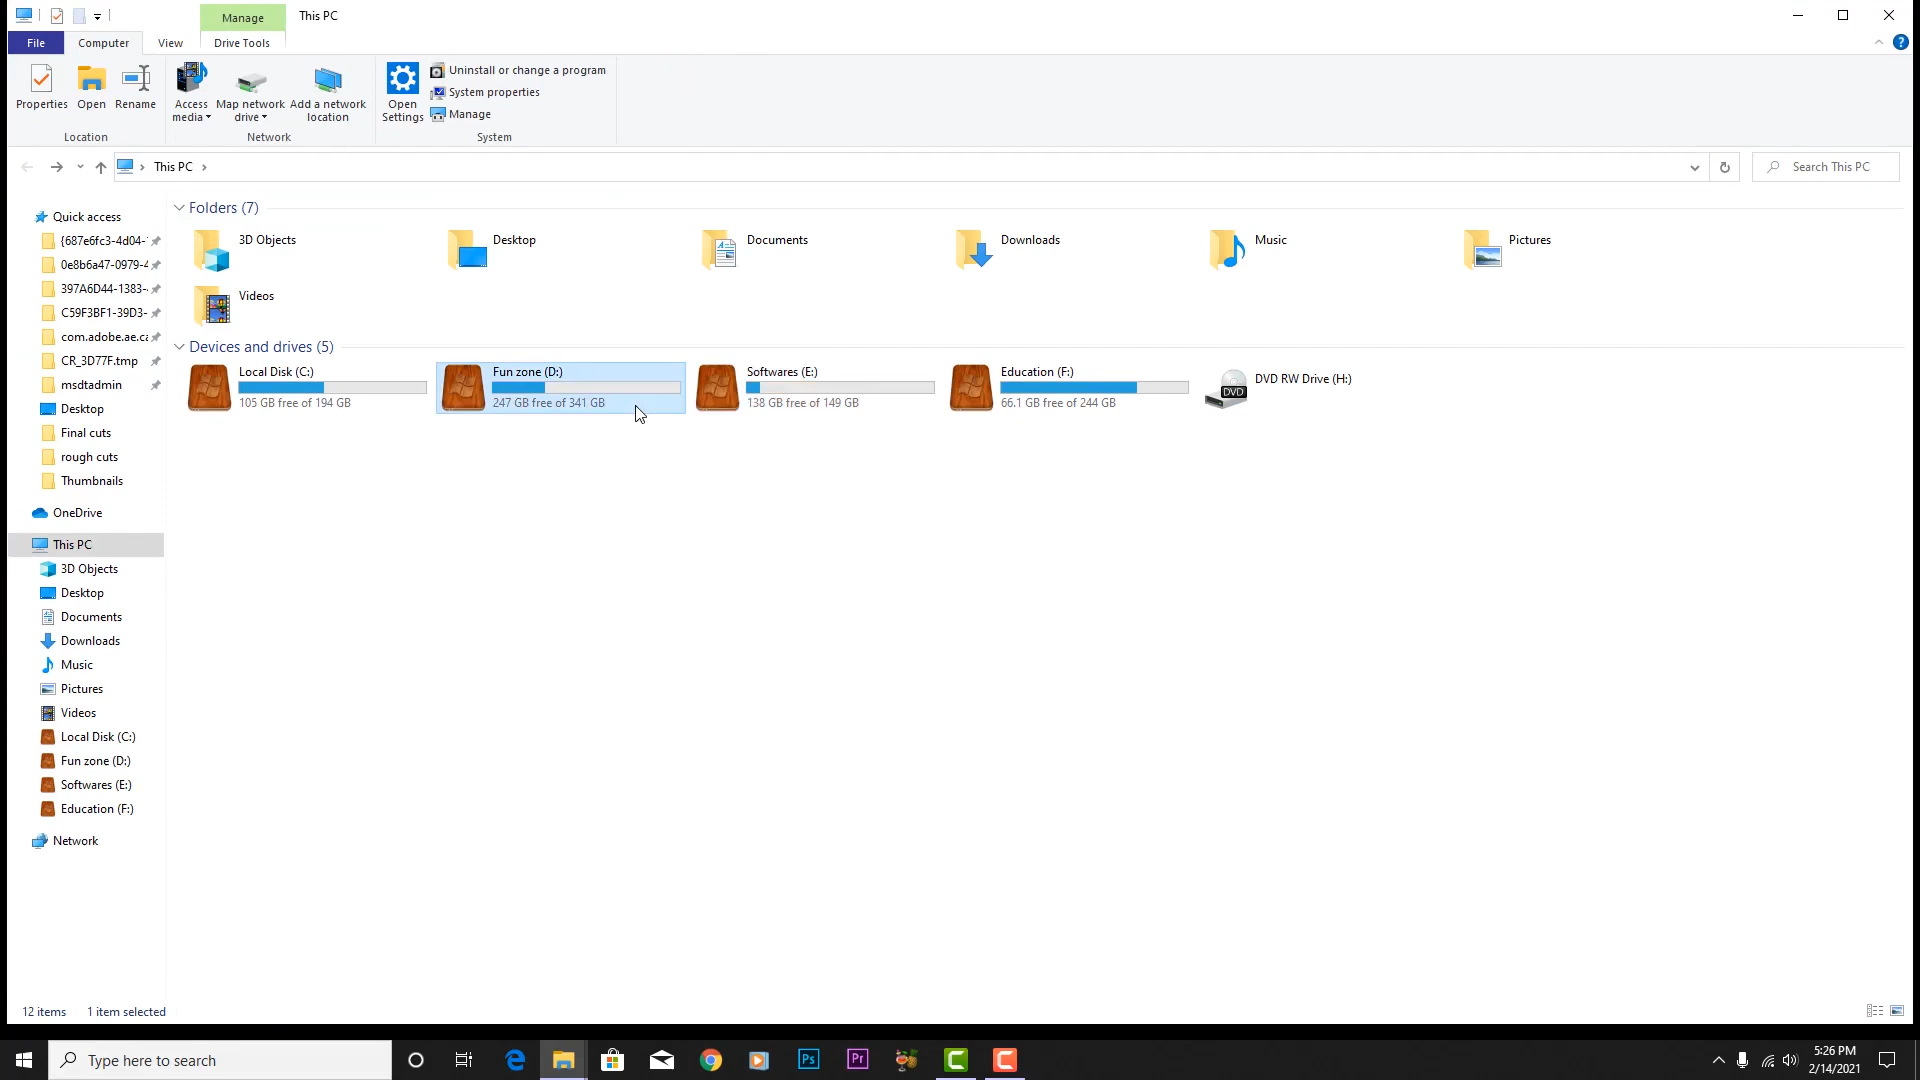 Manage
This PC
File
Computer
View
Drive Tools
Properties
Open
Rename
Access media
Map network drive
Add a network location
Open Settings
Uninstall or change a program
System properties
Manage
Location
Network
System
This PC
Search This PC
Folders (7)
3D Objects
Desktop
Documents
Downloads
Music
Pictures
Videos
Devices and drives (5)
Local Disk (C:)
105 GB free of 194 GB
Fun zone (D:)
247 GB free of 341 GB
Softwares (E:)
138 GB free of 149 GB
Education (F:)
66.1 GB free of 244 GB
DVD
DVD RW Drive (H:)
Quick access
{687e6fc3-4d04-
0e8b6a47-0979-4
397A6D44-1383-
C59F3BF1-39D3-
com.adobe.ae.ca
CR_3D77F.tmp
msdtadmin
Desktop
Final cuts
rough cuts
Thumbnails
OneDrive
This PC
3D Objects
Desktop
Documents
Downloads
Music
Pictures
Videos
Local Disk (C:)
Fun zone (D:)
Softwares (E:)
Education (F:)
Network
12 items
1 item selected
Type here to search
Ps
Pr
5:26 PM
2/14/2021